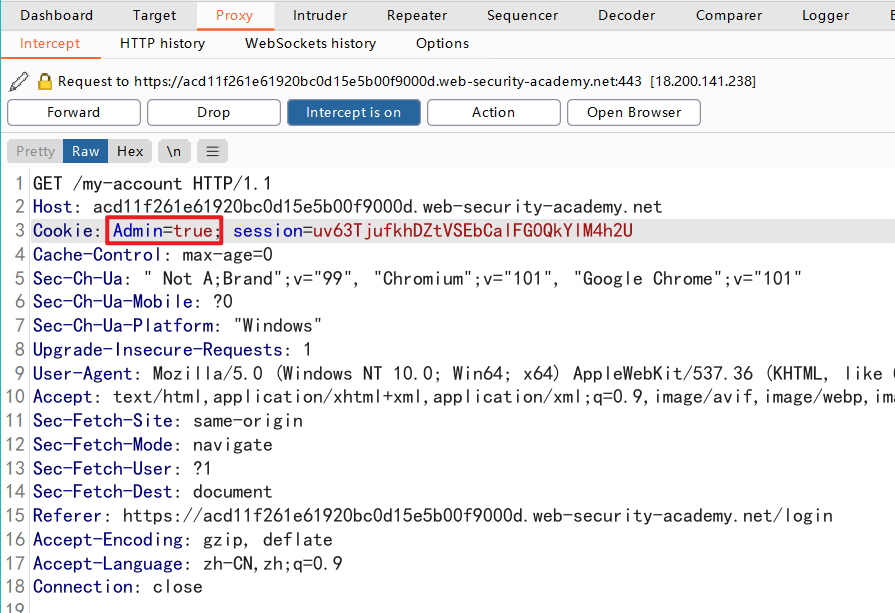 Dashboard Target Proxy Intruder Repeater Sequencer Decoder Comparer Logger
Intercept HTTP history WebSockets history Options
Request to https://acd11f261e61920bc0d15e5b00f9000d.web-security-academy.net:443 [18.200.141.238]
Forward Drop Intercept is on Action Open Browser
Pretty Raw Hex \n
1 GET /my-account HTTP/1.1
2 Host: acd11f261e61920bc0d15e5b00f9000d.web-security-academy.net
3 Cookie: Admin=true; session=uv63TjufkhDZtVSEbCalFGOQkYlM4h2U
4 Cache-Control: max-age=0
5 Sec-Ch-Ua: " Not A;Brand";v="99", "Chromium";v="101", "Google Chrome";v="101"
6 Sec-Ch-Ua-Mobile: ?0
7 Sec-Ch-Ua-Platform: "Windows"
8 Upgrade-Insecure-Requests: 1
9 User-Agent: Mozilla/5.0 (Windows NT 10.0; Win64; x64) AppleWebKit/537.36 (KHTML, like
10 Accept: text/html,application/xhtml+xml,application/xml;q=0.9,image/avif,image/webp,
11 Sec-Fetch-Site: same-origin
12 Sec-Fetch-Mode: navigate
13 Sec-Fetch-User: ?1
14 Sec-Fetch-Dest: document
15 Referer: https://acd11f261e61920bc0d15e5b00f9000d.web-security-academy.net/login
16 Accept-Encoding: gzip, deflate
17 Accept-Language: zh-CN,zh;q=0.9
18 Connection: close
19